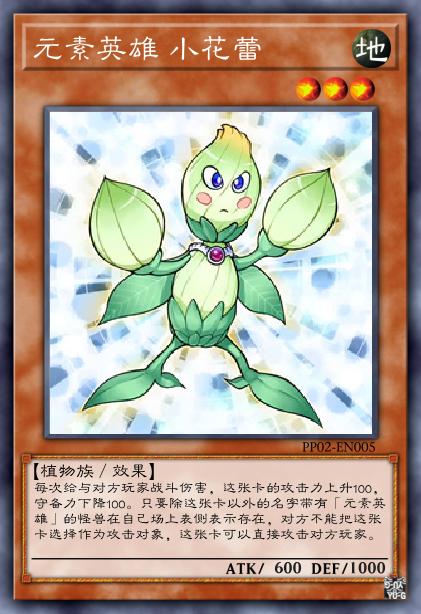 元素英雄 小花蕾
地
PP02-EN005
【植物族／效果】
每次给与对方玩家战斗伤害，这张卡的攻击力上升100，
守备力下降100。只要除这张卡以外的名字带有「元素英
雄」的怪兽在自己场上表侧表示存在，对方不能把这张
卡选择作为攻击对象，这张卡可以直接攻击对方玩家。
ATK/ 600 DEF/1000